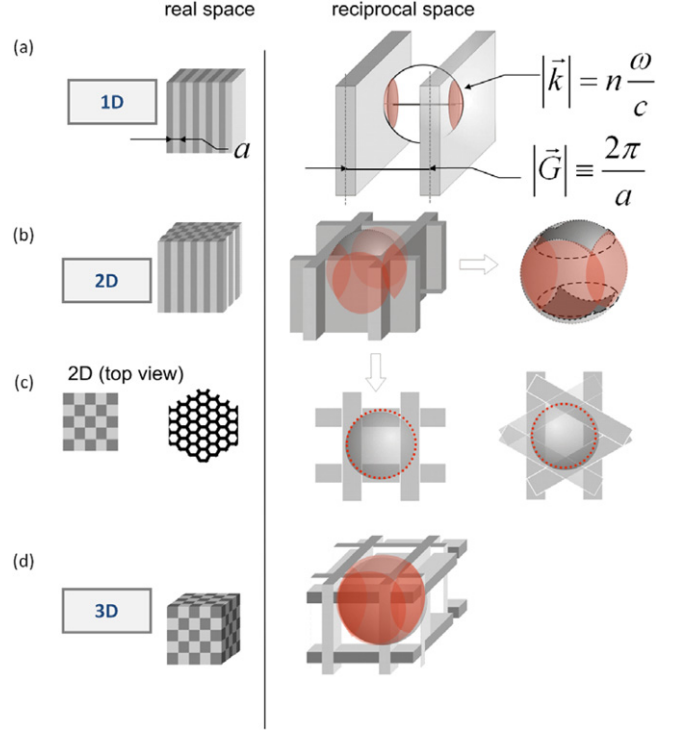 real space
reciprocal space
(a)
1D
a
|k⃗| = n ω/c
|G⃗| ≡ 2π/a
(b)
2D
(c)
2D (top view)
(d)
3D